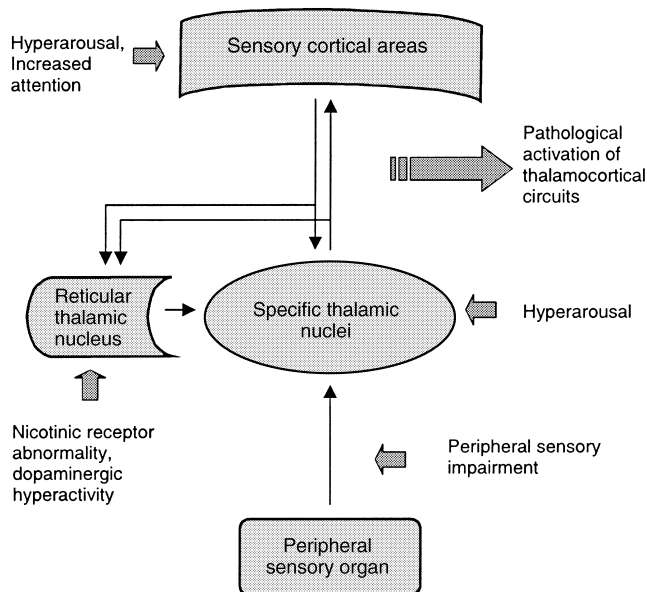 Hyperarousal,
Increased
attention
Sensory cortical areas
Pathological
activation of
thalamocortical
circuits
Reticular
thalamic
nucleus
Specific thalamic
nuclei
Hyperarousal
Nicotinic receptor
abnormality,
dopaminergic
hyperactivity
Peripheral sensory
impairment
Peripheral
sensory organ